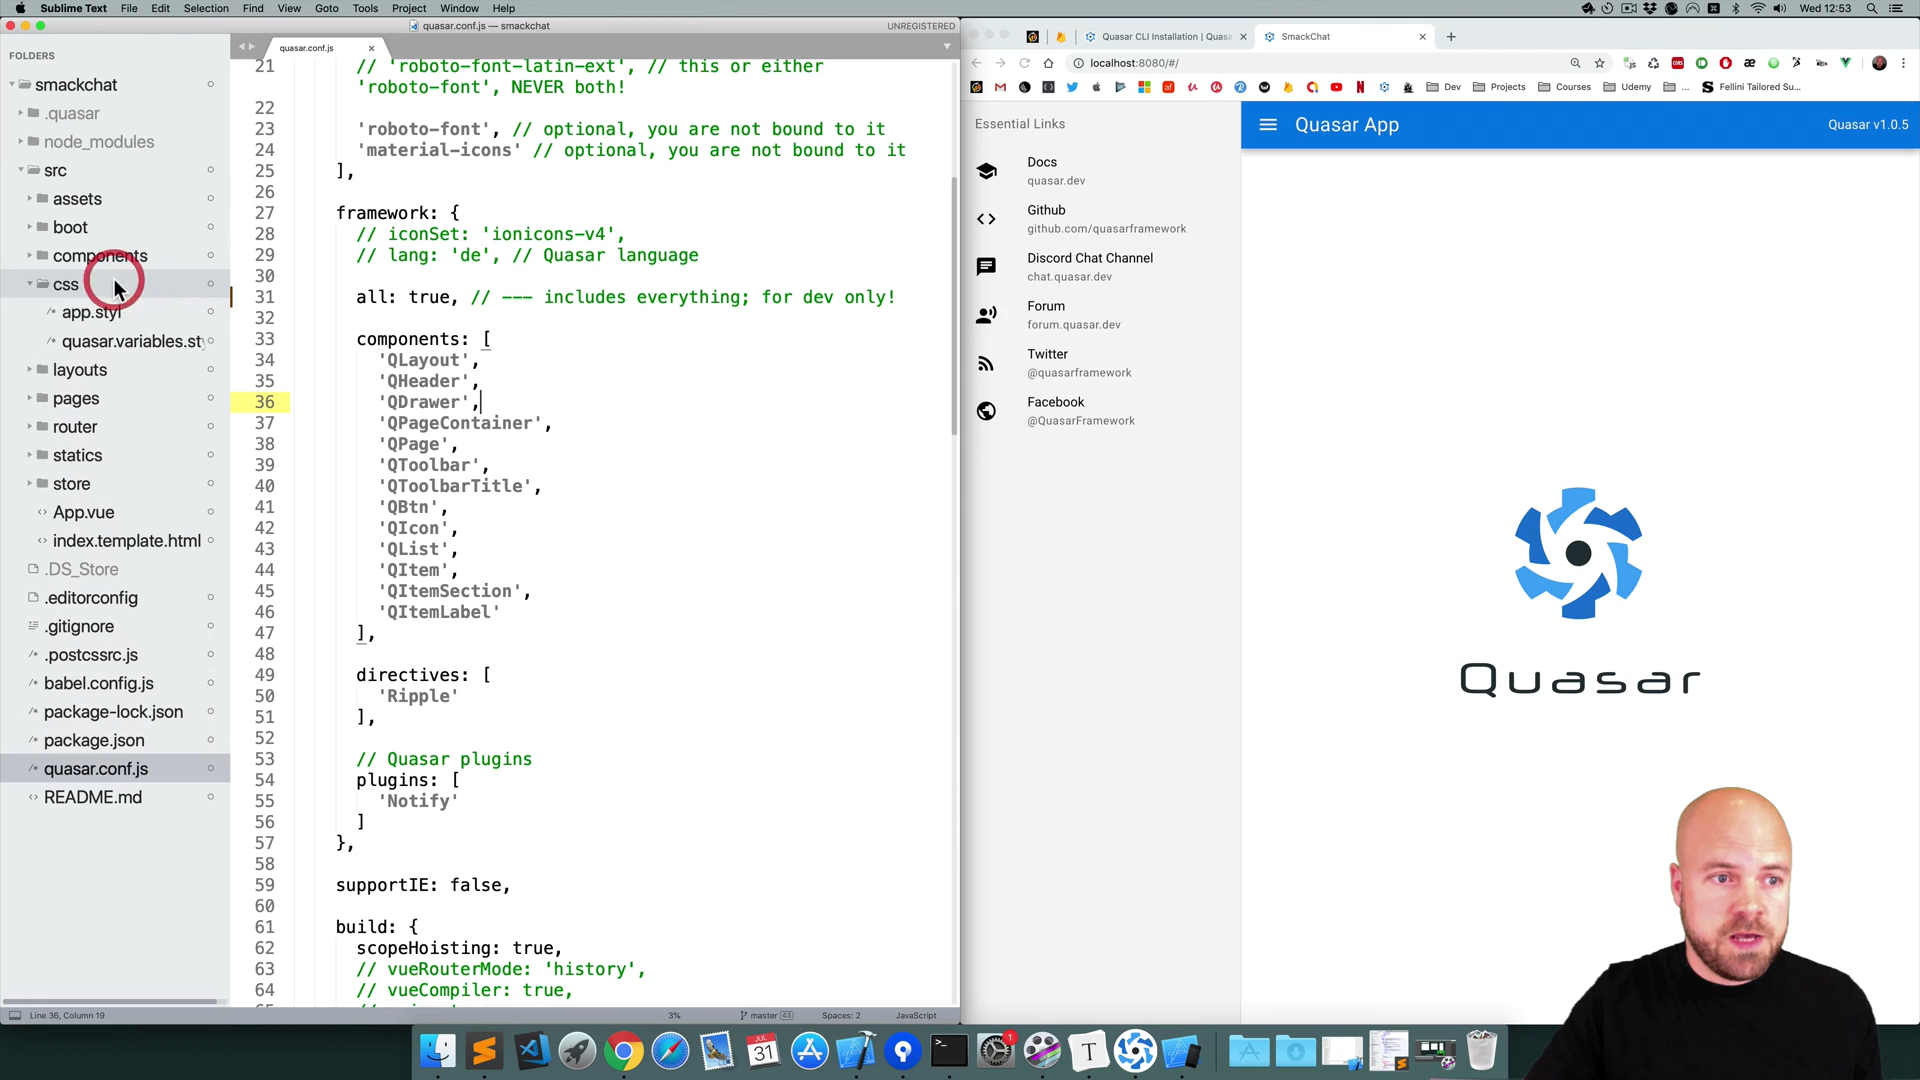 Sublime Text File Edit Selection Find View Goto Tools Project Window Help
Wed 12:53
quasar.conf.js — smackchat
UNREGISTERED
FOLDERS
smackchat
.quasar
node_modules
src
assets
boot
components
css
app.styl
quasar.variables.sty
layouts
pages
router
statics
store
App.vue
index.template.html
.DS_Store
.editorconfig
.gitignore
.postcssrc.js
babel.config.js
package-lock.json
package.json
quasar.conf.js
README.md
quasar.conf.js
21 // 'roboto-font-latin-ext', // this or either
'roboto-font', NEVER both!
22
23 'roboto-font', // optional, you are not bound to it
24 'material-icons' // optional, you are not bound to it
25 ],
26
27 framework: {
28 // iconSet: 'ionicons-v4',
29 // lang: 'de', // Quasar language
30
31 all: true, // --- includes everything; for dev only!
32
33 components: [
34 'QLayout',
35 'QHeader',
36 'QDrawer',
37 'QPageContainer',
38 'QPage',
39 'QToolbar',
40 'QToolbarTitle',
41 'QBtn',
42 'QIcon',
43 'QList',
44 'QItem',
45 'QItemSection',
46 'QItemLabel'
47 ],
48
49 directives: [
50 'Ripple'
51 ],
52
53 // Quasar plugins
54 plugins: [
55 'Notify'
56 ]
57 },
58
59 supportIE: false,
60
61 build: {
62 scopeHoisting: true,
63 // vueRouterMode: 'history',
64 // vueCompiler: true,
Line 36, Column 19
3% master 43 Spaces: 2 JavaScript
Quasar CLI Installation | Quasa
SmackChat
localhost:8080/#/
Dev Projects Courses Udemy ... Fellini Tailored Su...
Essential Links
Docs
quasar.dev
Github
github.com/quasarframework
Discord Chat Channel
chat.quasar.dev
Forum
forum.quasar.dev
Twitter
@quasarframework
Facebook
@QuasarFramework
Quasar App
Quasar v1.0.5
Quasar
JUL
31
1